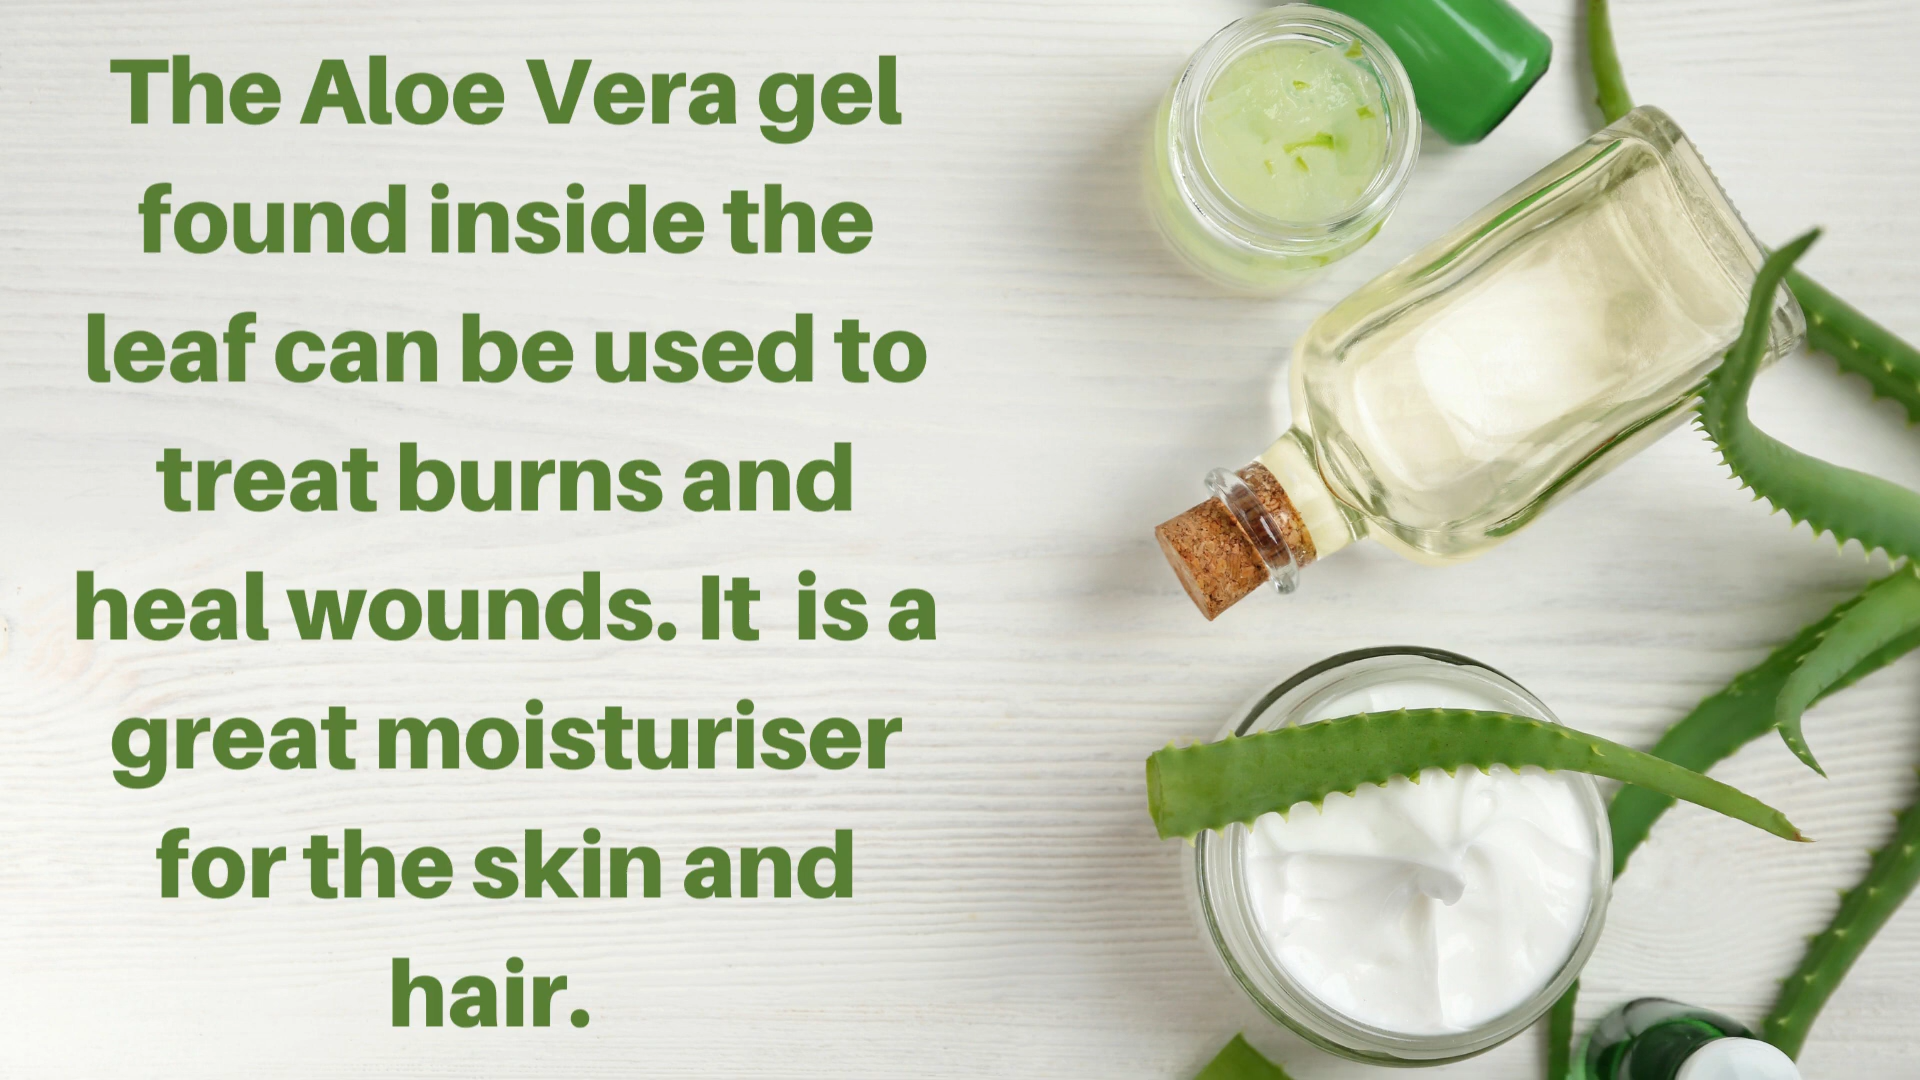 The Aloe Vera gel
found inside the
leaf can be used to
treat burns and
heal wounds. It  is a
great moisturiser
for the skin and
hair.